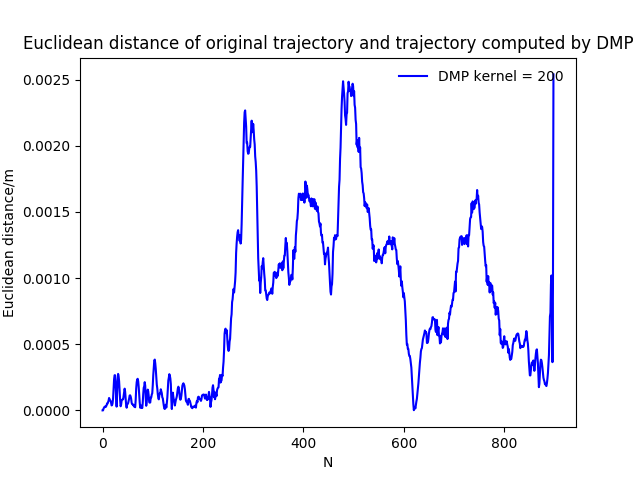 Euclidean distance of original trajectory and trajectory computed by DMP
DMP kernel = 200
Euclidean distance/m
0.0025
0.0020
0.0015
0.0010
0.0005
0.0000
0 200 400 600 800
N